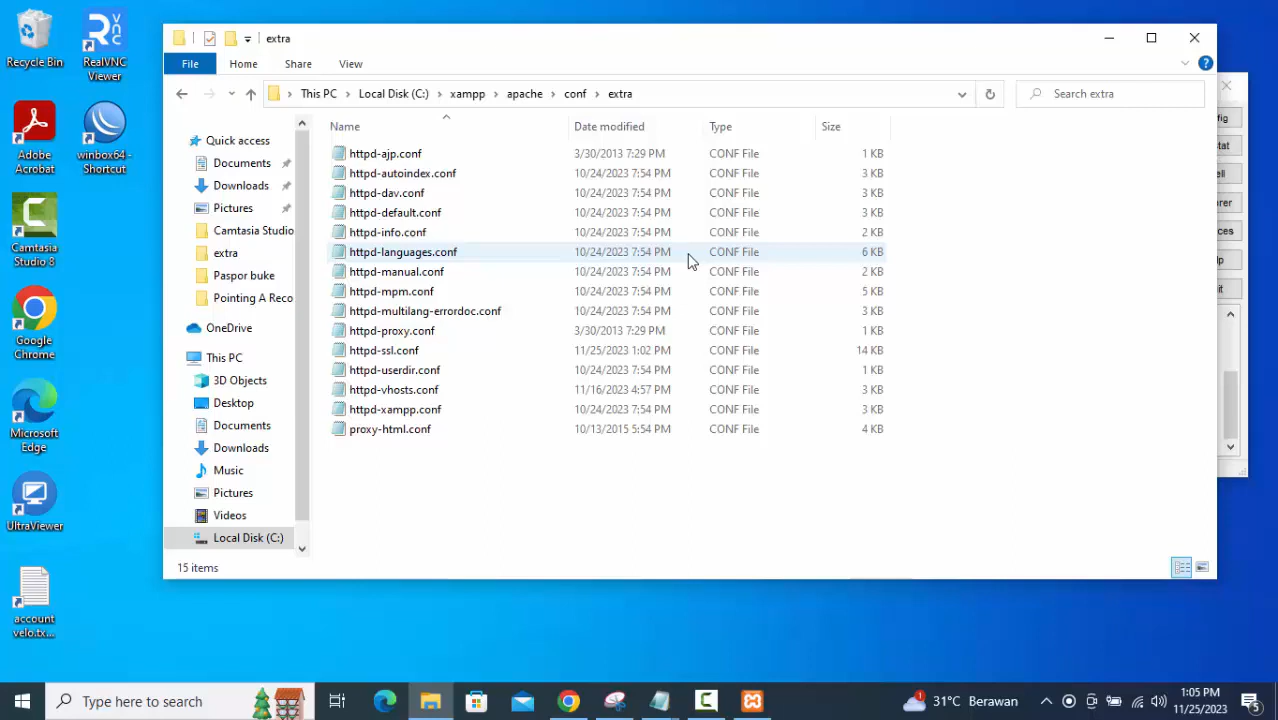 Recycle Bin
RealVNC
Viewer
Adobe
Acrobat
winbox64 -
Shortcut
Camtasia
Studio 8
Google
Chrome
Microsoft
Edge
UltraViewer
account
velo.tx...
extra
File
Home
Share
View
This PC
Local Disk (C:)
xampp
apache
conf
extra
Search extra
Name
Date modified
Type
Size
Quick access
Documents
Downloads
Pictures
Camtasia Studio
extra
Paspor buke
Pointing A Reco
OneDrive
This PC
3D Objects
Desktop
Documents
Downloads
Music
Pictures
Videos
Local Disk (C:)
httpd-ajp.conf 3/30/2013 7:29 PM CONF File 1 KB
httpd-autoindex.conf 10/24/2023 7:54 PM CONF File 3 KB
httpd-dav.conf 10/24/2023 7:54 PM CONF File 3 KB
httpd-default.conf 10/24/2023 7:54 PM CONF File 3 KB
httpd-info.conf 10/24/2023 7:54 PM CONF File 2 KB
httpd-languages.conf 10/24/2023 7:54 PM CONF File 6 KB
httpd-manual.conf 10/24/2023 7:54 PM CONF File 2 KB
httpd-mpm.conf 10/24/2023 7:54 PM CONF File 5 KB
httpd-multilang-errordoc.conf 10/24/2023 7:54 PM CONF File 3 KB
httpd-proxy.conf 3/30/2013 7:29 PM CONF File 1 KB
httpd-ssl.conf 11/25/2023 1:02 PM CONF File 14 KB
httpd-userdir.conf 10/24/2023 7:54 PM CONF File 1 KB
httpd-vhosts.conf 11/16/2023 4:57 PM CONF File 3 KB
httpd-xampp.conf 10/24/2023 7:54 PM CONF File 3 KB
proxy-html.conf 10/13/2015 5:54 PM CONF File 4 KB
15 items
fig
stat
ell
rer
ces
lp
it
Type here to search
31°C Berawan
1:05 PM
11/25/2023
5